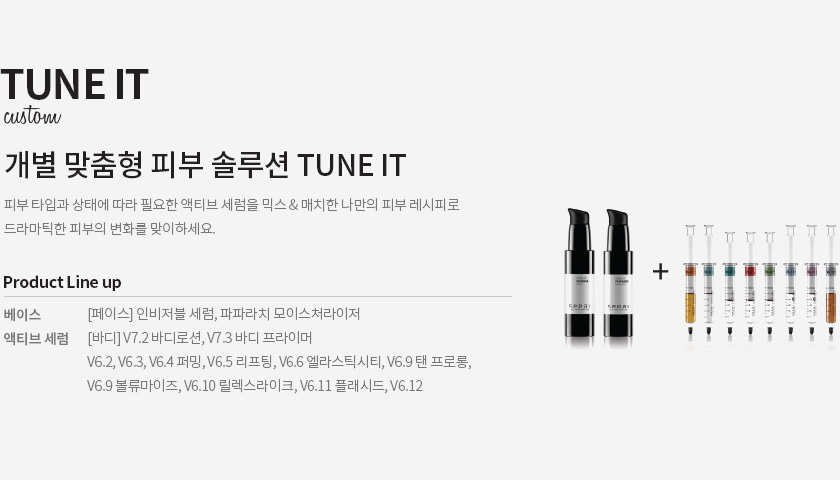 TUNE IT
custom
개별 맞춤형 피부 솔루션 TUNE IT
피부 타입과 상태에 따라 필요한 액티브 세럼을 믹스 & 매치한 나만의 피부 레시피로
드라마틱한 피부의 변화를 맞이하세요.
Product Line up
베이스 [페이스] 인비저블 세럼, 파파라치 모이스처라이저
액티브 세럼 [바디] V7.2 바디로션, V7.3 바디 프라이머
V6.2, V6.3, V6.4 퍼밍, V6.5 리프팅, V6.6 엘라스틱시티, V6.9 탠 프로롱,
V6.9 볼류마이즈, V6.10 릴렉스라이크, V6.11 플래시드, V6.12
+